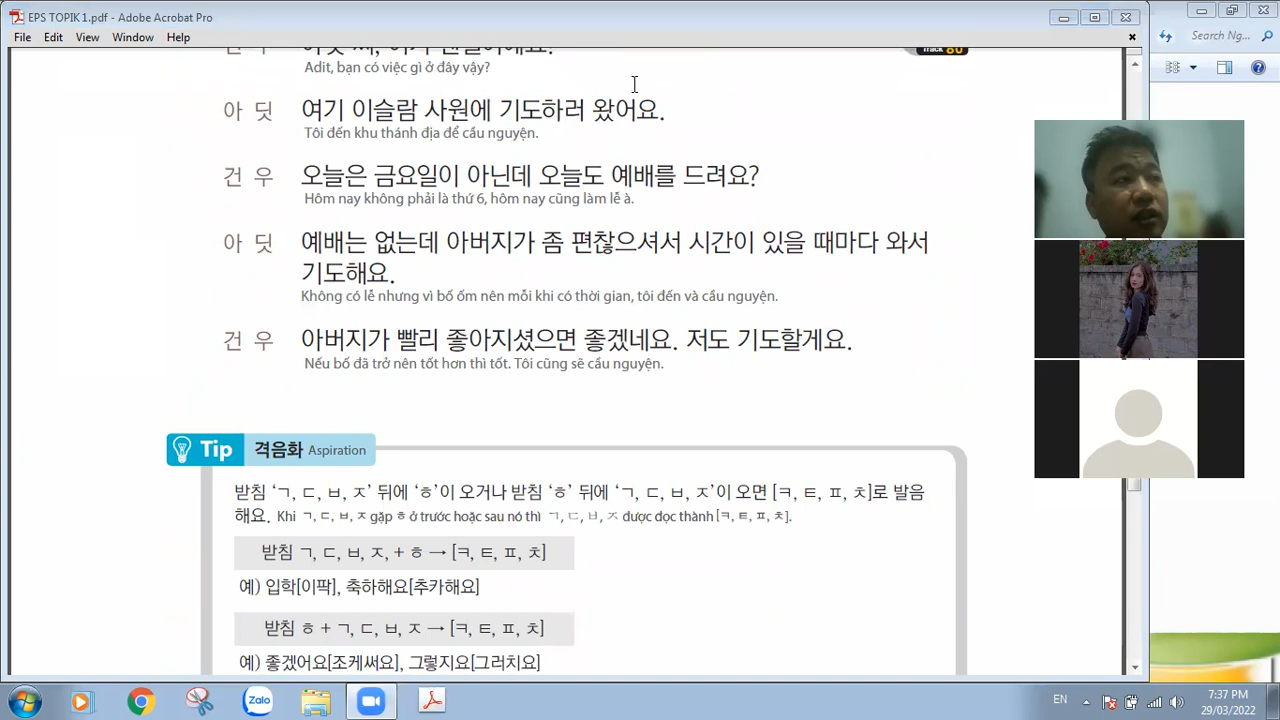 EPS TOPIK 1.pdf - Adobe Acrobat Pro
File Edit View Window Help
Search Ng...
Track 80
Adit, bạn có việc gì ở đây vậy?
아 딧 여기 이슬람 사원에 기도하러 왔어요.
Tôi đến khu thánh địa để cầu nguyện.
건 우 오늘은 금요일이 아닌데 오늘도 예배를 드려요?
Hôm nay không phải là thứ 6, hôm nay cũng làm lễ à.
아 딧 예배는 없는데 아버지가 좀 편찮으셔서 시간이 있을 때마다 와서
기도해요.
Không có lễ nhưng vì bố ốm nên mỗi khi có thời gian, tôi đến và cầu nguyện.
건 우 아버지가 빨리 좋아지셨으면 좋겠네요. 저도 기도할게요.
Nếu bố đã trở nên tốt hơn thì tốt. Tôi cũng sẽ cầu nguyện.
Tip 격음화 Aspiration
받침 ‘ㄱ, ㄷ, ㅂ, ㅈ’ 뒤에 ‘ㅎ’이 오거나 받침 ‘ㅎ’ 뒤에 ‘ㄱ, ㄷ, ㅂ, ㅈ’이 오면 [ㅋ, ㅌ, ㅍ, ㅊ]로 발음
해요. Khi ㄱ, ㄷ, ㅂ, ㅈ gặp ㅎ ở trước hoặc sau nó thì ㄱ, ㄷ, ㅂ, ㅈ được đọc thành [ㅋ, ㅌ, ㅍ, ㅊ].
받침 ㄱ, ㄷ, ㅂ, ㅈ, + ㅎ → [ㅋ, ㅌ, ㅍ, ㅊ]
예) 입학[이팍], 축하해요[추카해요]
받침 ㅎ + ㄱ, ㄷ, ㅂ, ㅈ → [ㅋ, ㅌ, ㅍ, ㅊ]
예) 좋겠어요[조케써요], 그렇지요[그러치요]
Zalo
EN
7:37 PM
29/03/2022